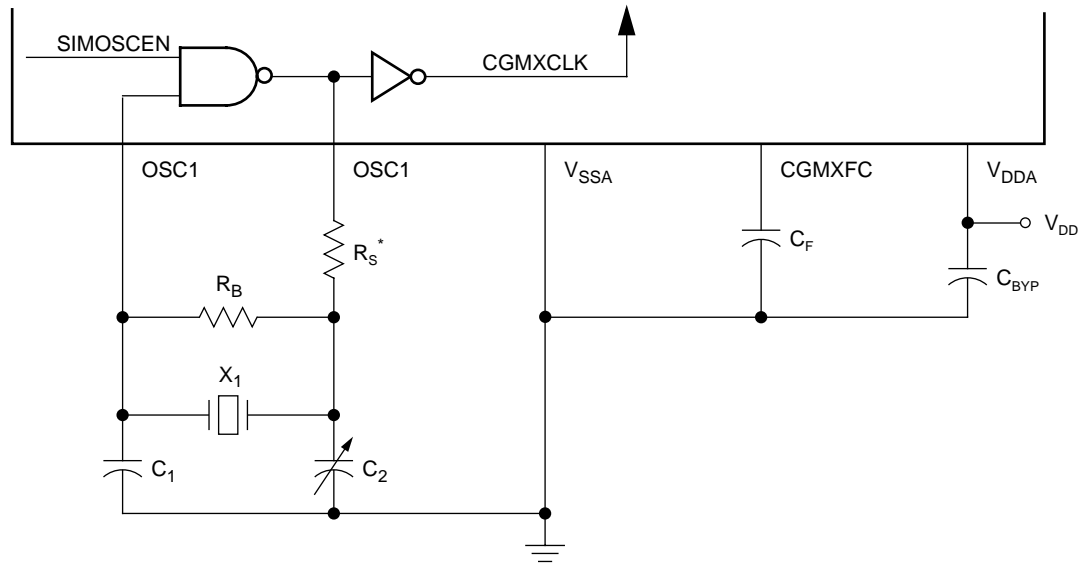 SIMOSCEN
CGMXCLK
OSC1
OSC1
VSSA
CGMXFC
VDDA
VDD
RS*
CF
CBYP
RB
X1
C1
C2